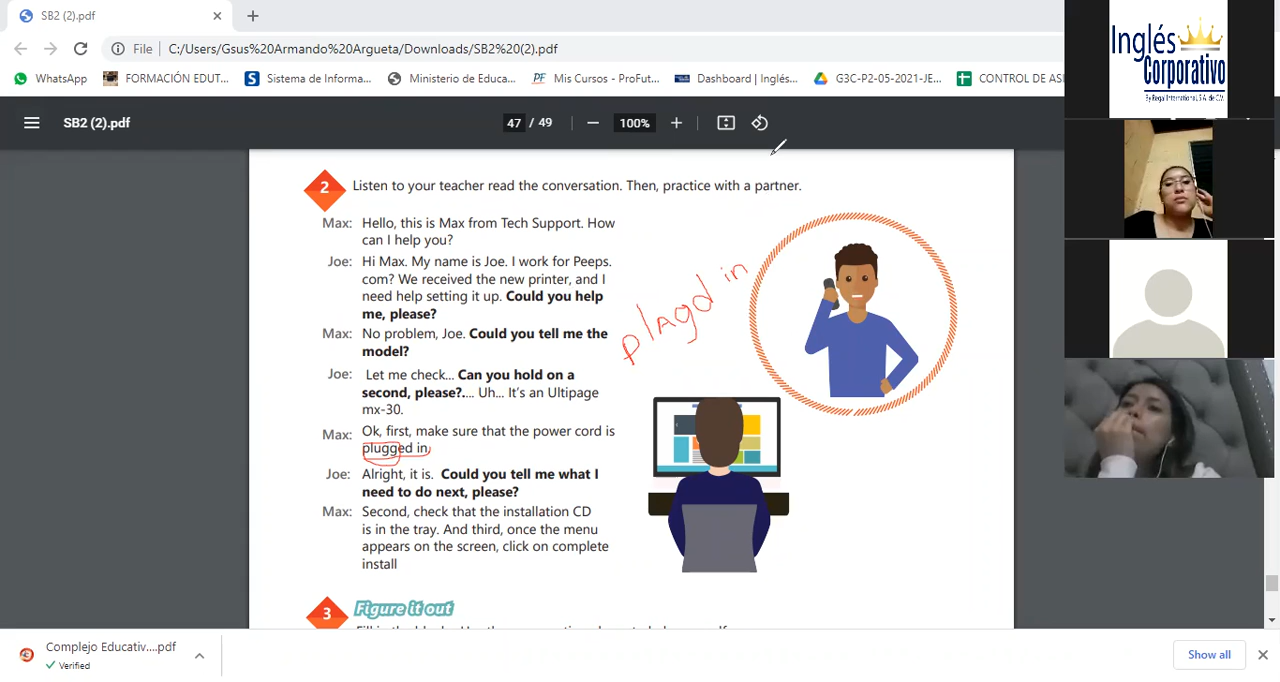 SB2 (2).pdf
File C:/Users/Gsus%20Armando%20Argueta/Downloads/SB2%20(2).pdf
WhatsApp FORMACIÓN EDUT... Sistema de Informa... Ministerio de Educa... PF Mis Cursos - ProFut... Dashboard | Inglés... G3C-P2-05-2021-JE... CONTROL DE ASI
SB2 (2).pdf 47 / 49 100%
Inglés
Corporativo
By Regal International, S.A. de C.V.
2 Listen to your teacher read the conversation. Then, practice with a partner.
Max: Hello, this is Max from Tech Support. How
can I help you?
Joe: Hi Max. My name is Joe. I work for Peeps.
com? We received the new printer, and I
need help setting it up. Could you help
me, please?
Max: No problem, Joe. Could you tell me the
model?
Joe: Let me check... Can you hold on a
second, please?.... Uh... It's an Ultipage
mx-30.
Max: Ok, first, make sure that the power cord is
plugged in.
Joe: Alright, it is. Could you tell me what I
need to do next, please?
Max: Second, check that the installation CD
is in the tray. And third, once the menu
appears on the screen, click on complete
install
plagd in
3 Figure it out
Complejo Educativ....pdf
Verified
Show all